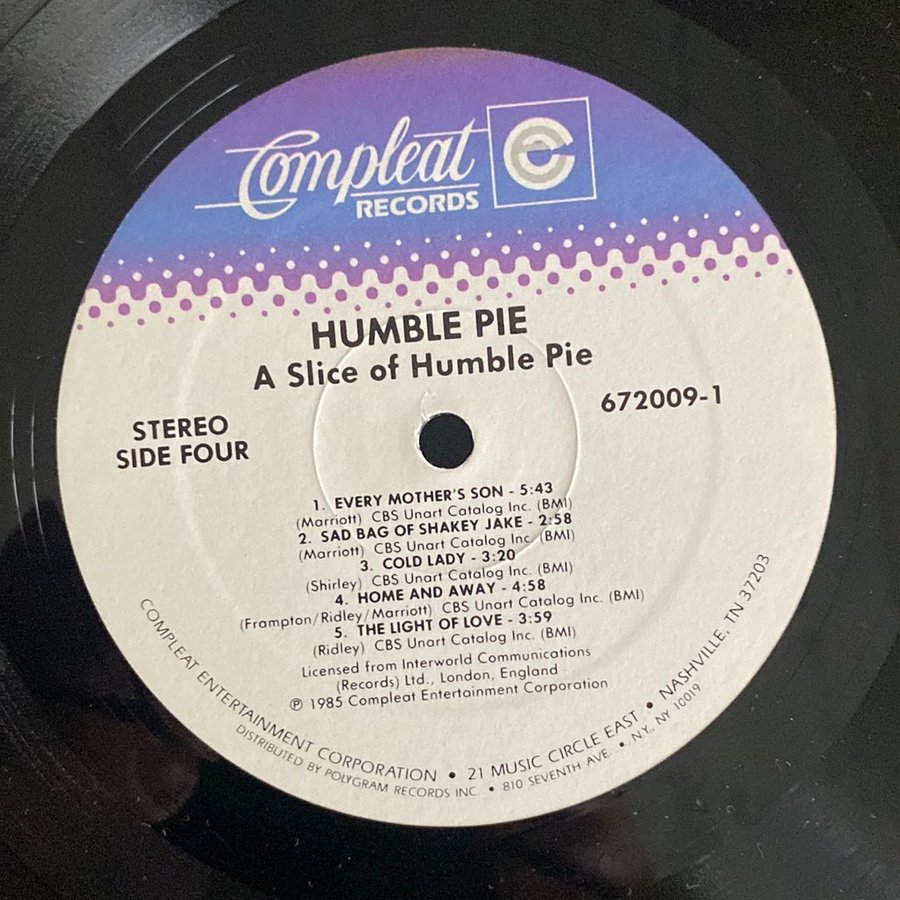 Compleat
RECORDS
HUMBLE PIE
A Slice of Humble Pie
STEREO
SIDE FOUR
672009-1
1. EVERY MOTHER'S SON - 5:43
(Marriott) CBS Unart Catalog Inc. (BMI)
2. SAD BAG OF SHAKEY JAKE - 2:58
(Marriott) CBS Unart Catalog Inc. (BMI)
3. COLD LADY - 3:20
(Shirley) CBS Unart Catalog Inc. (BMI)
4. HOME AND AWAY - 4:58
(Frampton/Ridley/Marriott) CBS Unart Catalog Inc. (BMI)
5. THE LIGHT OF LOVE - 3:59
(Ridley) CBS Unart Catalog Inc. (BMI)
Licensed from Interworld Communications
(Records) Ltd., London, England
℗ 1985 Compleat Entertainment Corporation
COMPLEAT ENTERTAINMENT CORPORATION • 21 MUSIC CIRCLE EAST • NASHVILLE, TN 37203
DISTRIBUTED BY POLYGRAM RECORDS INC. • 810 SEVENTH AVE. • N.Y., NY 10019